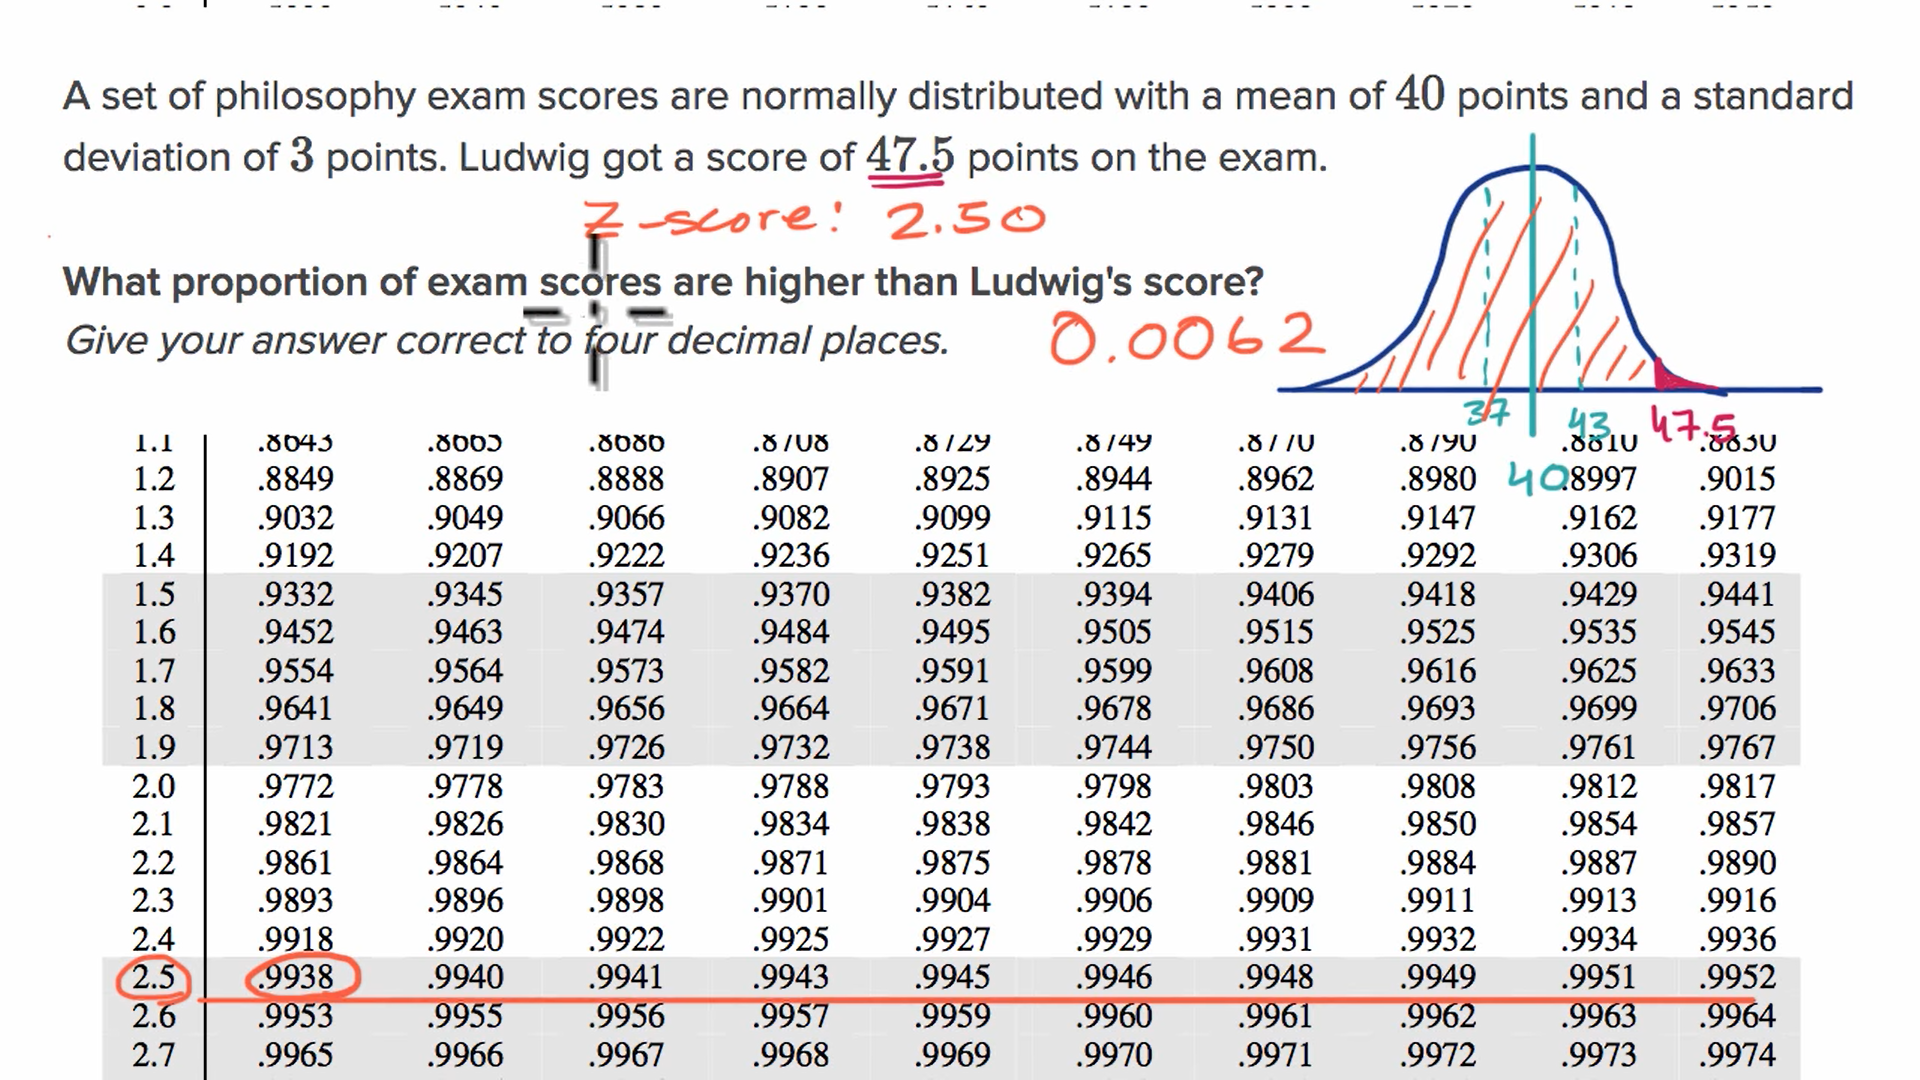 A set of philosophy exam scores are normally distributed with a mean of 40 points and a standard
deviation of 3 points. Ludwig got a score of 47.5 points on the exam.
Z-score: 2.50
What proportion of exam scores are higher than Ludwig's score?
Give your answer correct to four decimal places.
0.0062
37 43 47.5
40
1.1 .8643 .8665 .8686 .8708 .8729 .8749 .8770 .8790 .8810 .8830
1.2 .8849 .8869 .8888 .8907 .8925 .8944 .8962 .8980 .8997 .9015
1.3 .9032 .9049 .9066 .9082 .9099 .9115 .9131 .9147 .9162 .9177
1.4 .9192 .9207 .9222 .9236 .9251 .9265 .9279 .9292 .9306 .9319
1.5 .9332 .9345 .9357 .9370 .9382 .9394 .9406 .9418 .9429 .9441
1.6 .9452 .9463 .9474 .9484 .9495 .9505 .9515 .9525 .9535 .9545
1.7 .9554 .9564 .9573 .9582 .9591 .9599 .9608 .9616 .9625 .9633
1.8 .9641 .9649 .9656 .9664 .9671 .9678 .9686 .9693 .9699 .9706
1.9 .9713 .9719 .9726 .9732 .9738 .9744 .9750 .9756 .9761 .9767
2.0 .9772 .9778 .9783 .9788 .9793 .9798 .9803 .9808 .9812 .9817
2.1 .9821 .9826 .9830 .9834 .9838 .9842 .9846 .9850 .9854 .9857
2.2 .9861 .9864 .9868 .9871 .9875 .9878 .9881 .9884 .9887 .9890
2.3 .9893 .9896 .9898 .9901 .9904 .9906 .9909 .9911 .9913 .9916
2.4 .9918 .9920 .9922 .9925 .9927 .9929 .9931 .9932 .9934 .9936
2.5 .9938 .9940 .9941 .9943 .9945 .9946 .9948 .9949 .9951 .9952
2.6 .9953 .9955 .9956 .9957 .9959 .9960 .9961 .9962 .9963 .9964
2.7 .9965 .9966 .9967 .9968 .9969 .9970 .9971 .9972 .9973 .9974